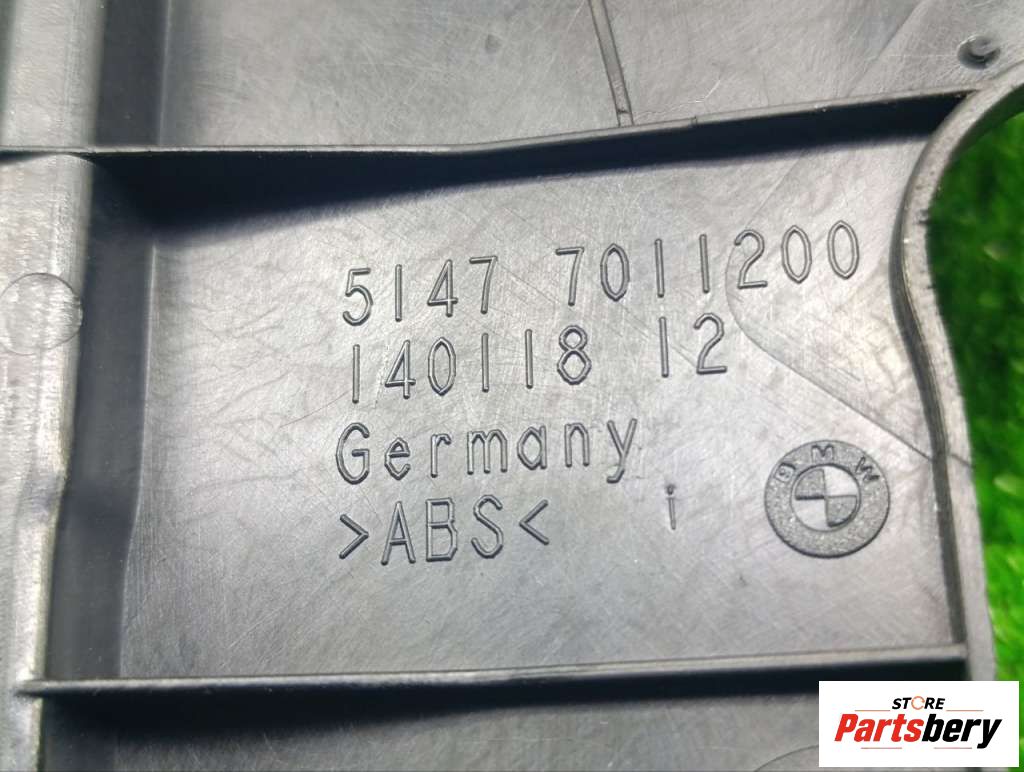 5147 7011200
140118 12
Germany
>ABS< i
BMW
STORE
Partsbery